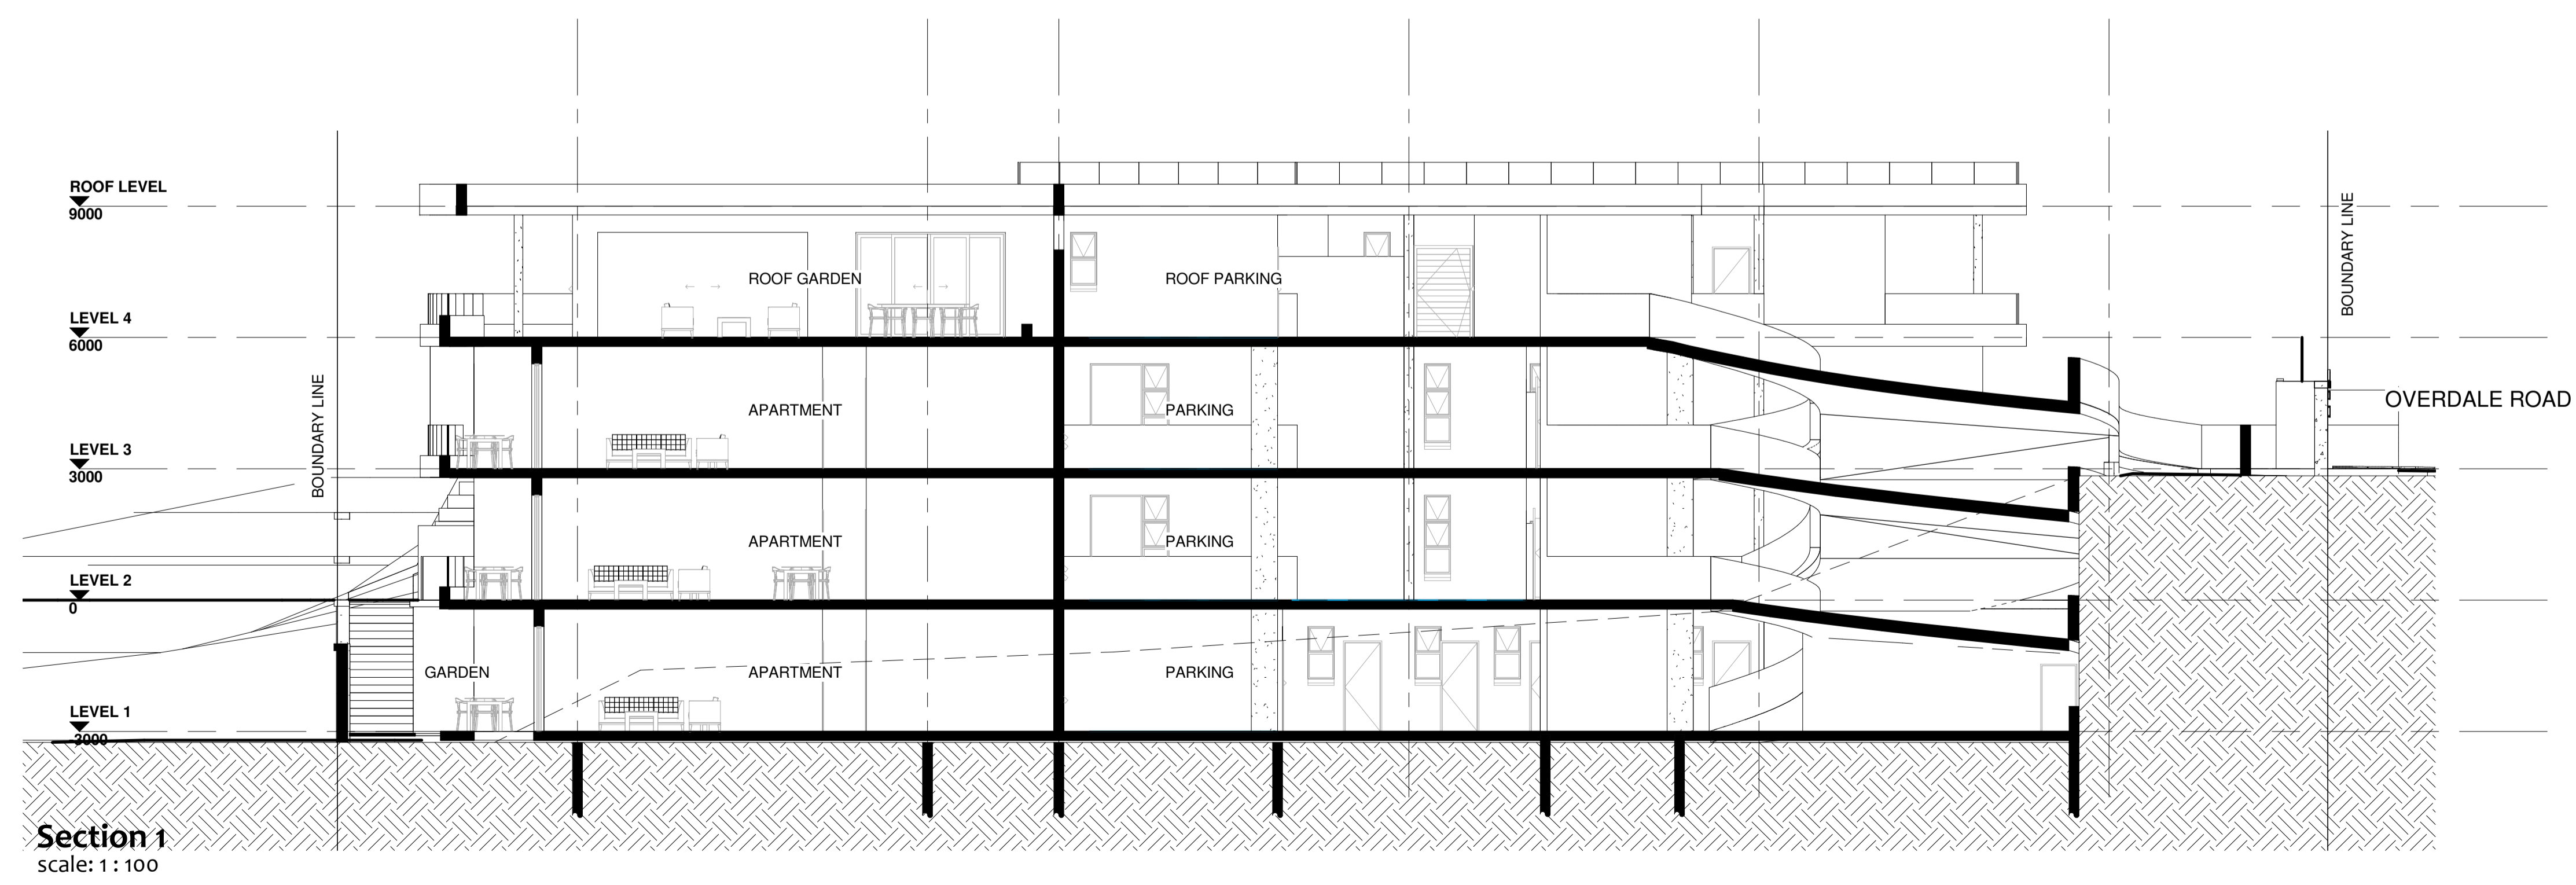 ROOF LEVEL
9000
BOUNDARY LINE
ROOF GARDEN
ROOF PARKING
LEVEL 4
6000
BOUNDARY LINE
APARTMENT
PARKING
OVERDALE ROAD
LEVEL 3
3000
APARTMENT
PARKING
LEVEL 2
0
GARDEN
APARTMENT
PARKING
LEVEL 1
-3000
Section 1
scale: 1 : 100